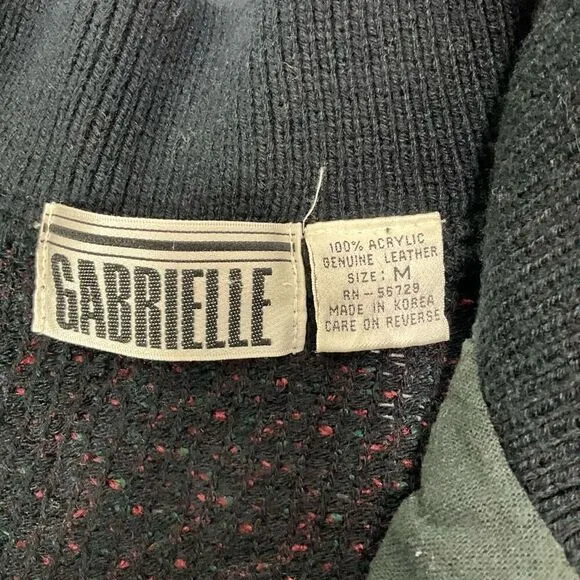 GABRIELLE
100% ACRYLIC
GENUINE LEATHER
SIZE: M
RN-56729
MADE IN KOREA
CARE ON REVERSE